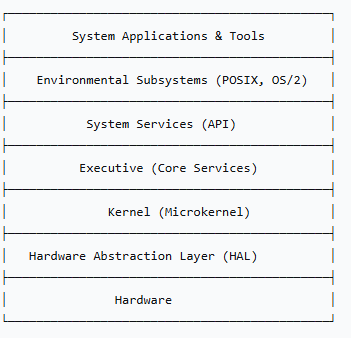 System Applications & Tools
Environmental Subsystems (POSIX, OS/2)
System Services (API)
Executive (Core Services)
Kernel (Microkernel)
Hardware Abstraction Layer (HAL)
Hardware